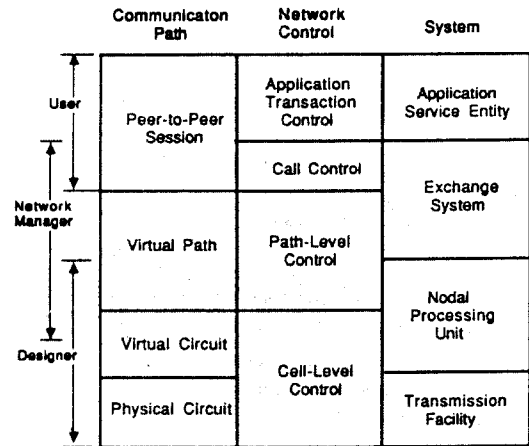 Communicaton Path
Network Control
System
User
Network Manager
Designer
Peer-to-Peer
Session
Virtual Path
Virtual Circuit
Physical Circuit
Application
Transaction
Control
Call Control
Path-Level
Control
Cell-Level
Control
Application
Service Entity
Exchange
System
Nodal
Processing
Unit
Transmission
Facility